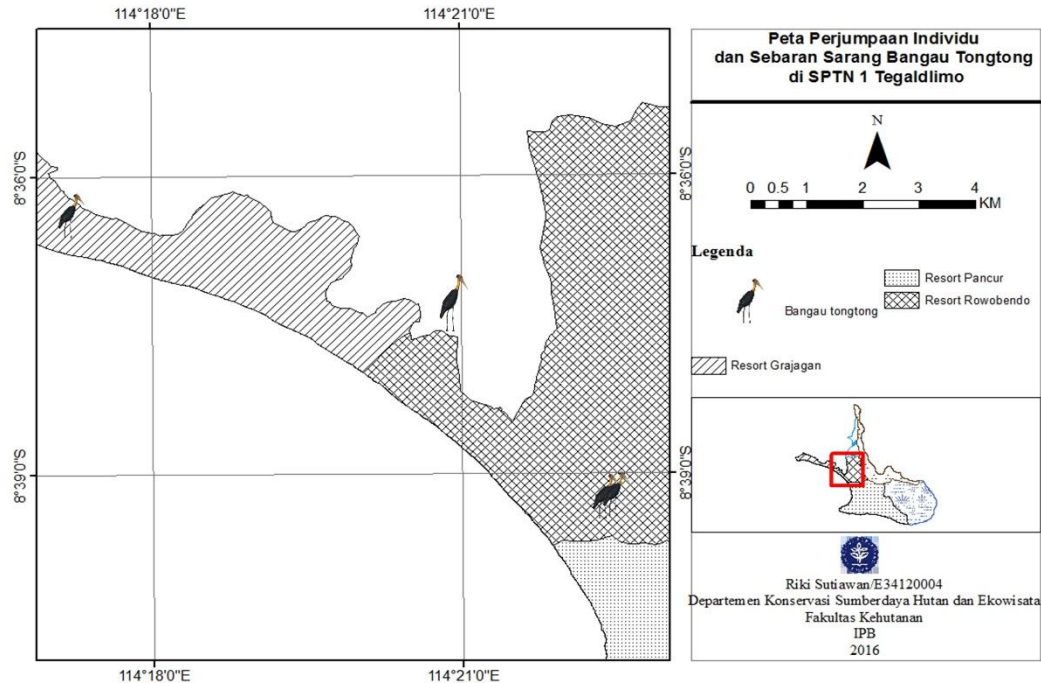 114°18'0"E
114°21'0"E
8°36'0"S
8°36'0"S
8°39'0"S
8°39'0"S
114°18'0"E
114°21'0"E
Peta Perjumpaan Individu
dan Sebaran Sarang Bangau Tongtong
di SPTN 1 Tegaldlimo
N
0 0.5 1 2 3 4
KM
Legenda
Bangau tongtong
Resort Pancur
Resort Rowobendo
Resort Grajagan
Riki Sutiawan/E34120004
Departemen Konservasi Sumberdaya Hutan dan Ekowisata
Fakultas Kehutanan
IPB
2016